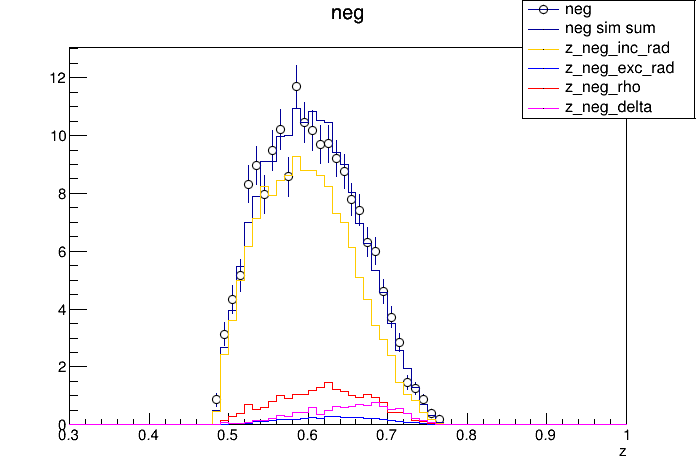 neg
neg
neg sim sum
z_neg_inc_rad
z_neg_exc_rad
z_neg_rho
z_neg_delta
12
10
8
6
4
2
0
0.3 0.4 0.5 0.6 0.7 0.8 0.9 1
z